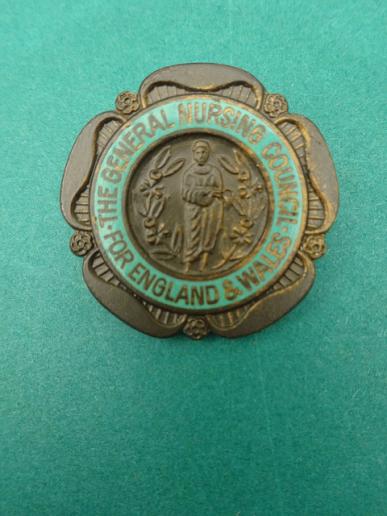 THE GENERAL NURSING COUNCIL
FOR ENGLAND & WALES